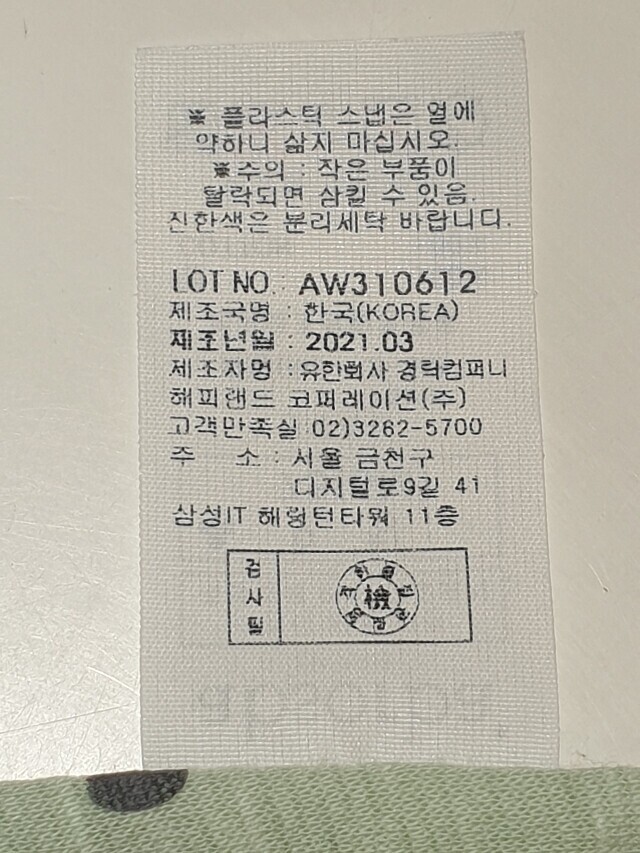 ※ 플라스틱 스냅은 열에
약하니 삶지 마십시오.
※주의 : 작은 부품이
탈락되면 삼킬 수 있음.
진한색은 분리세탁 바랍니다.
LOT NO : AW310612
제조국명 : 한국(KOREA)
제조년월 : 2021.03
제조자명 : 유한회사 경덕컴퍼니
해피랜드 코퍼레이션(주)
고객만족실 02)3282-5700
주 소 : 서울 금천구
디지털로9길 41
삼성IT 해링턴타워 11층
검사필
檢